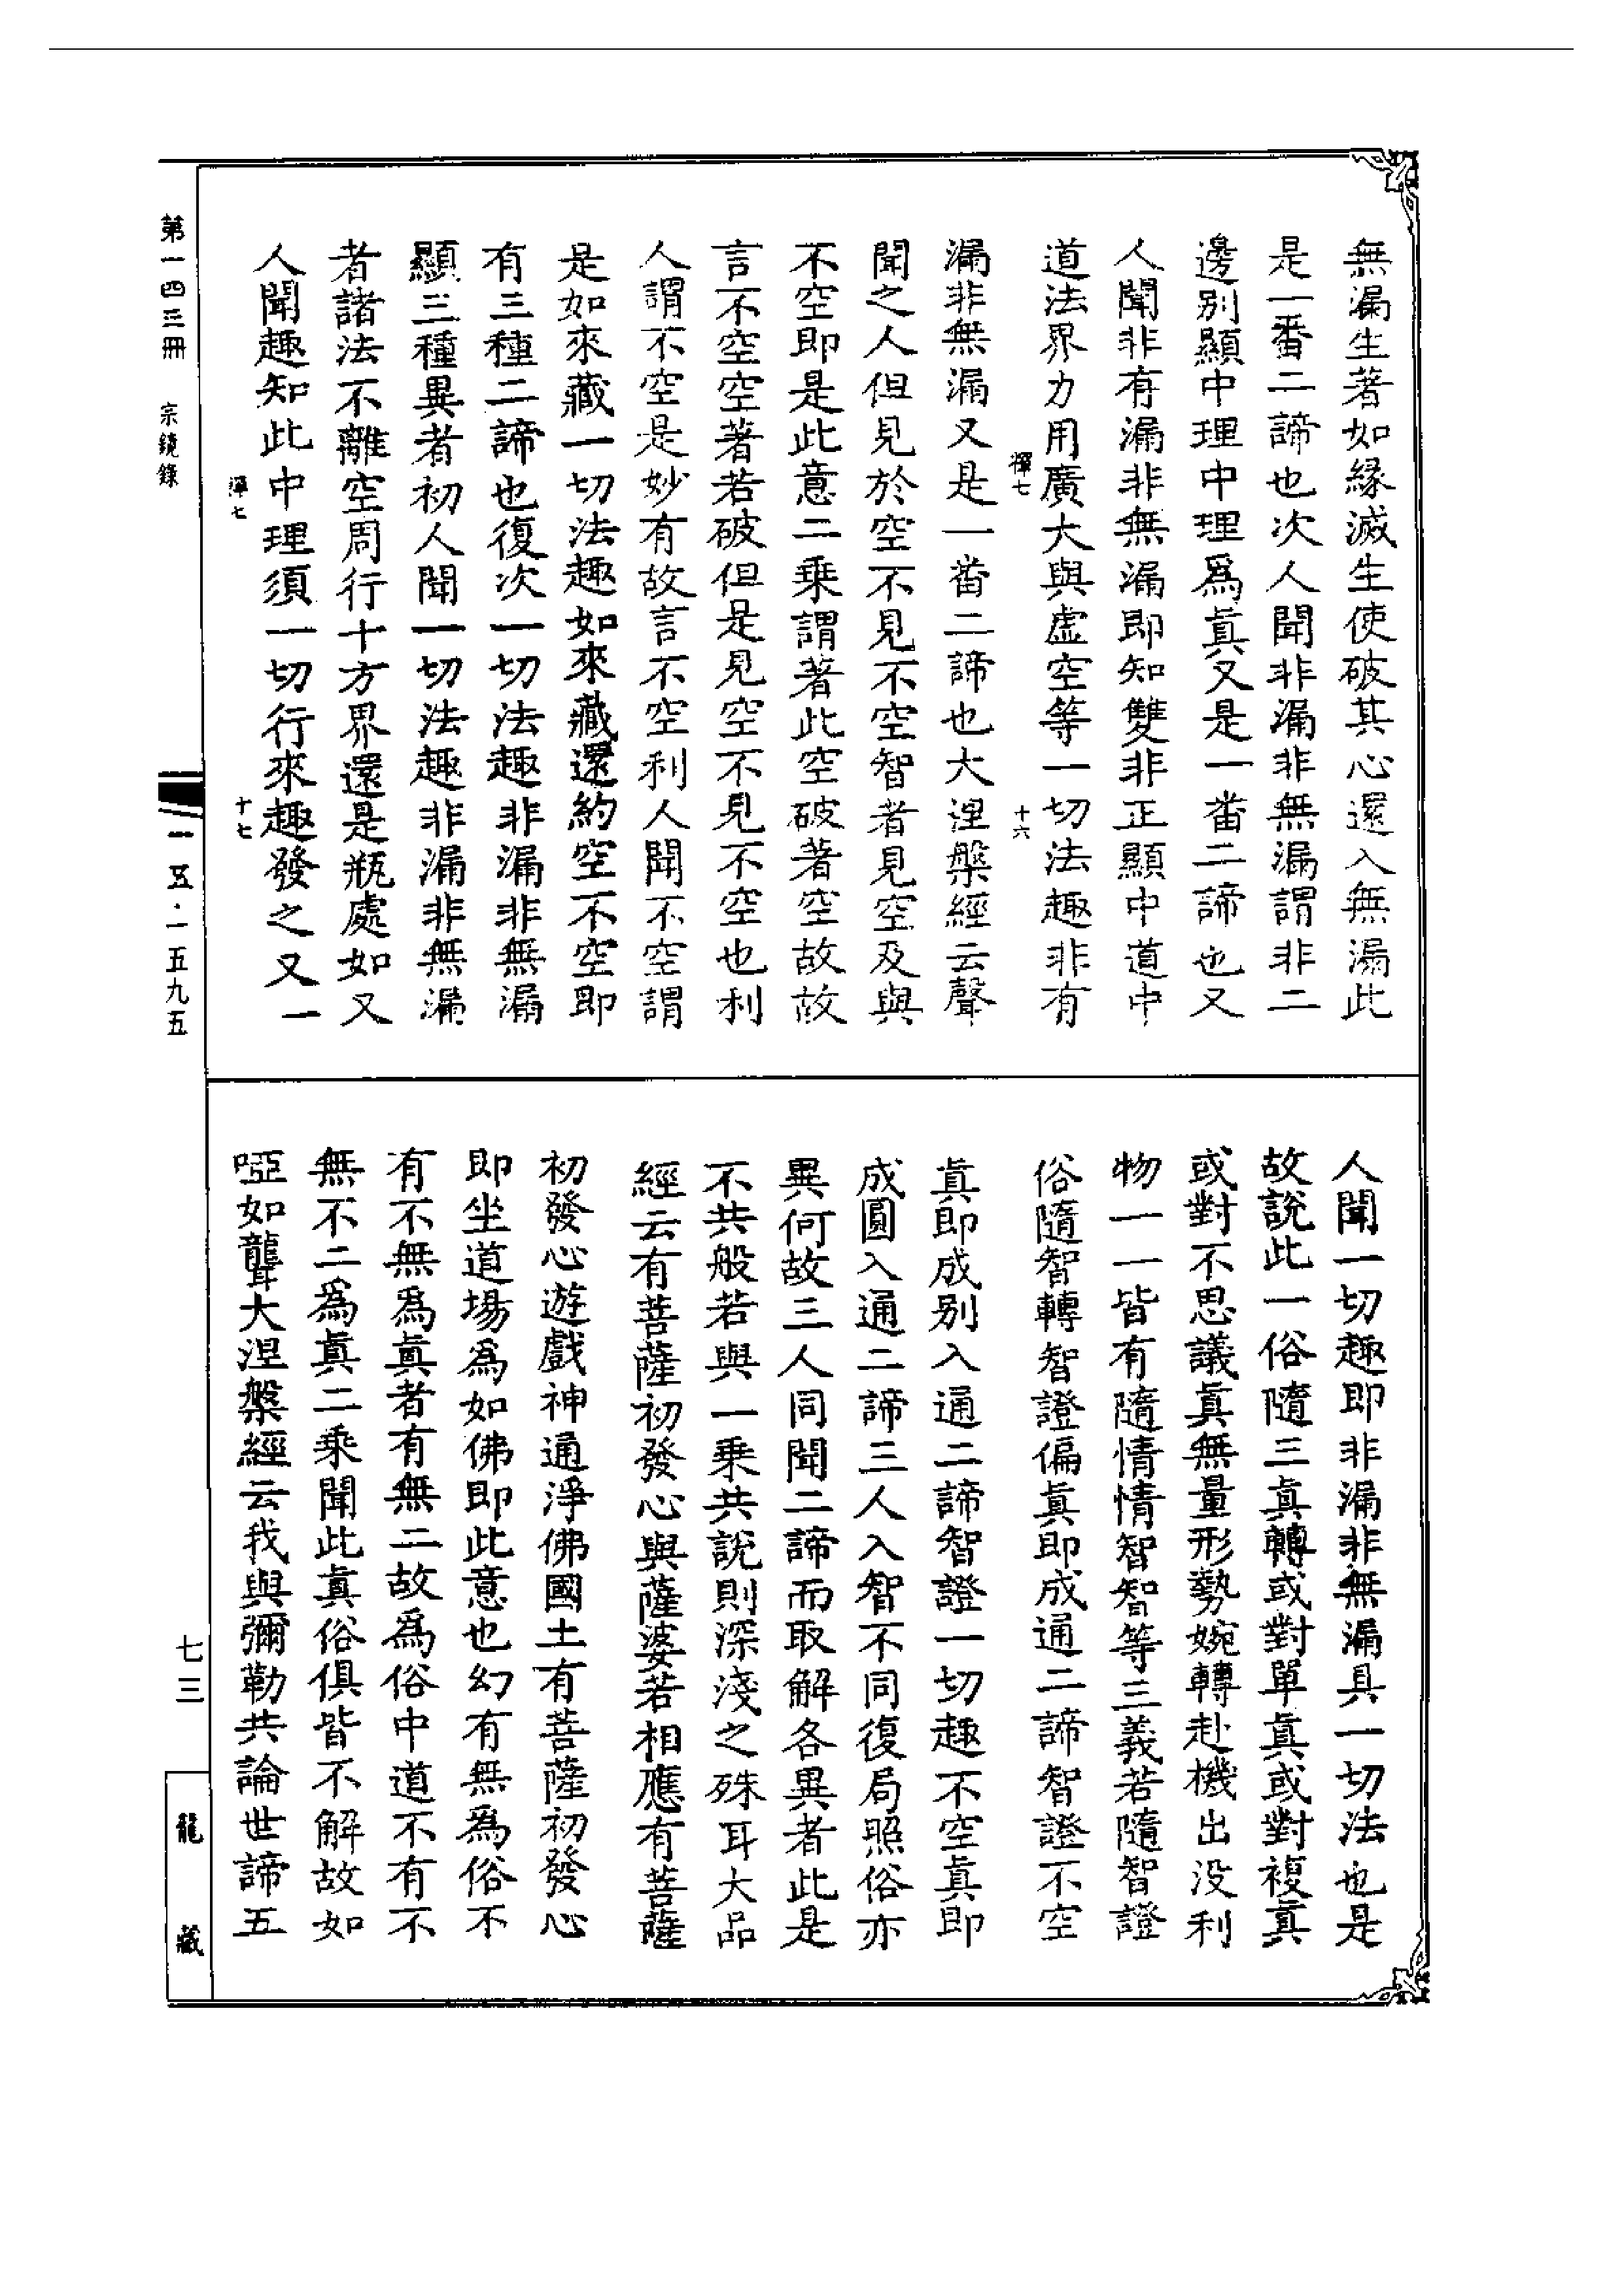 無漏生著如緣滅生使破其心還入無漏此
是一番二諦也次人聞非漏非無漏謂非二
邊別顯中理中理爲眞又是一番二諦也又
人聞非有漏非無漏即知雙非正顯中道中
道法界力用廣大與虛空等一切法趣非有
禪七
十六
漏非無漏又是一番二諦也大涅槃經云聲
聞之人但見於空不見不空智者見空及與
不空即是此意二乘謂著此空破著空故故
言不空空著若破但是見空不見不空也利
人謂不空是妙有故言不空利人聞不空謂
是如來藏一切法趣如來藏還約空不空即
有三種二諦也復次一切法趣非漏非無漏
顯三種異者初人聞一切法趣非漏非無漏
者諸法不離空周行十方界還是瓶處如又
人聞趣知此中理須一切行來趣發之又一
禪七
十七
人聞一切趣即非漏非無漏具一切法也是
故說此一俗隨三眞轉或對單眞或對複眞
或對不思議眞無量形勢婉轉赴機出沒利
物一一皆有隨情情智智等三義若隨智證
俗隨智轉智證偏眞即成通二諦智證不空
眞即成別入通二諦智證一切趣不空眞即
成圓入通二諦三人入智不同復局照俗亦
異何故三人同聞二諦而取解各異者此是
不共般若與一乘共說則深淺之殊耳大品
經云有菩薩初發心與薩婆若相應有菩薩
初發心遊戲神通淨佛國土有菩薩初發心
即坐道場爲如佛即此意也幻有無爲俗不
有不無爲眞者有無二故爲俗中道不有不
無不二爲眞二乘聞此眞俗俱皆不解故如
啞如聾大涅槃經云我與彌勒共論世諦五
第一四三冊 宗鏡錄
一五·一五九五
七三
龍藏